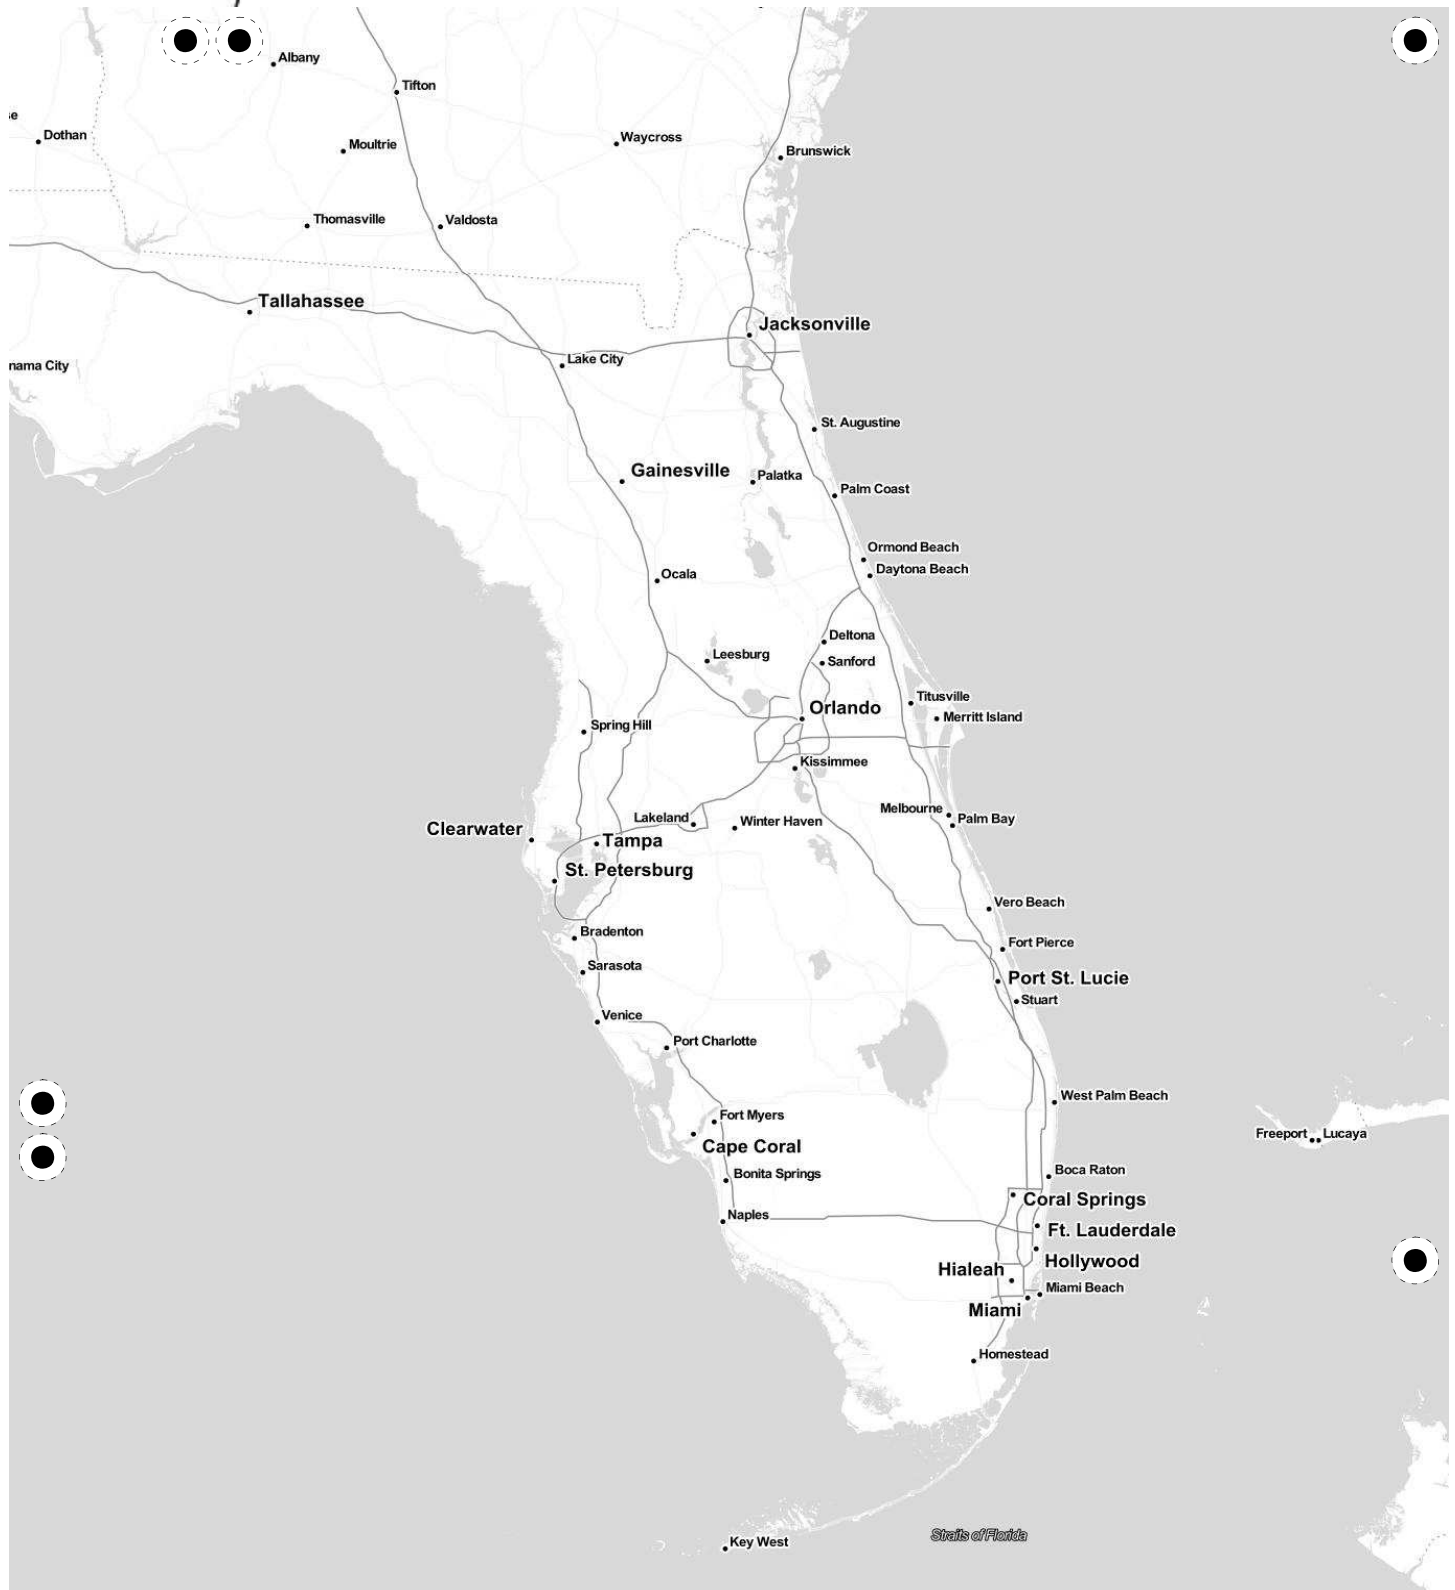 Albany
Tifton
se
Dothan
Moultrie
Waycross
Brunswick
Thomasville
Valdosta
Tallahassee
Jacksonville
Lake City
nama City
St. Augustine
Gainesville
Palatka
Palm Coast
Ormond Beach
Daytona Beach
Ocala
Deltona
Leesburg
Sanford
Titusville
Orlando
Merritt Island
Spring Hill
Kissimmee
Melbourne
Lakeland
Palm Bay
Winter Haven
Clearwater
Tampa
St. Petersburg
Vero Beach
Bradenton
Fort Pierce
Sarasota
Port St. Lucie
Stuart
Venice
Port Charlotte
West Palm Beach
Fort Myers
Freeport
Lucaya
Cape Coral
Boca Raton
Bonita Springs
Coral Springs
Naples
Ft. Lauderdale
Hollywood
Hialeah
Miami Beach
Miami
Homestead
Straits of Florida
Key West